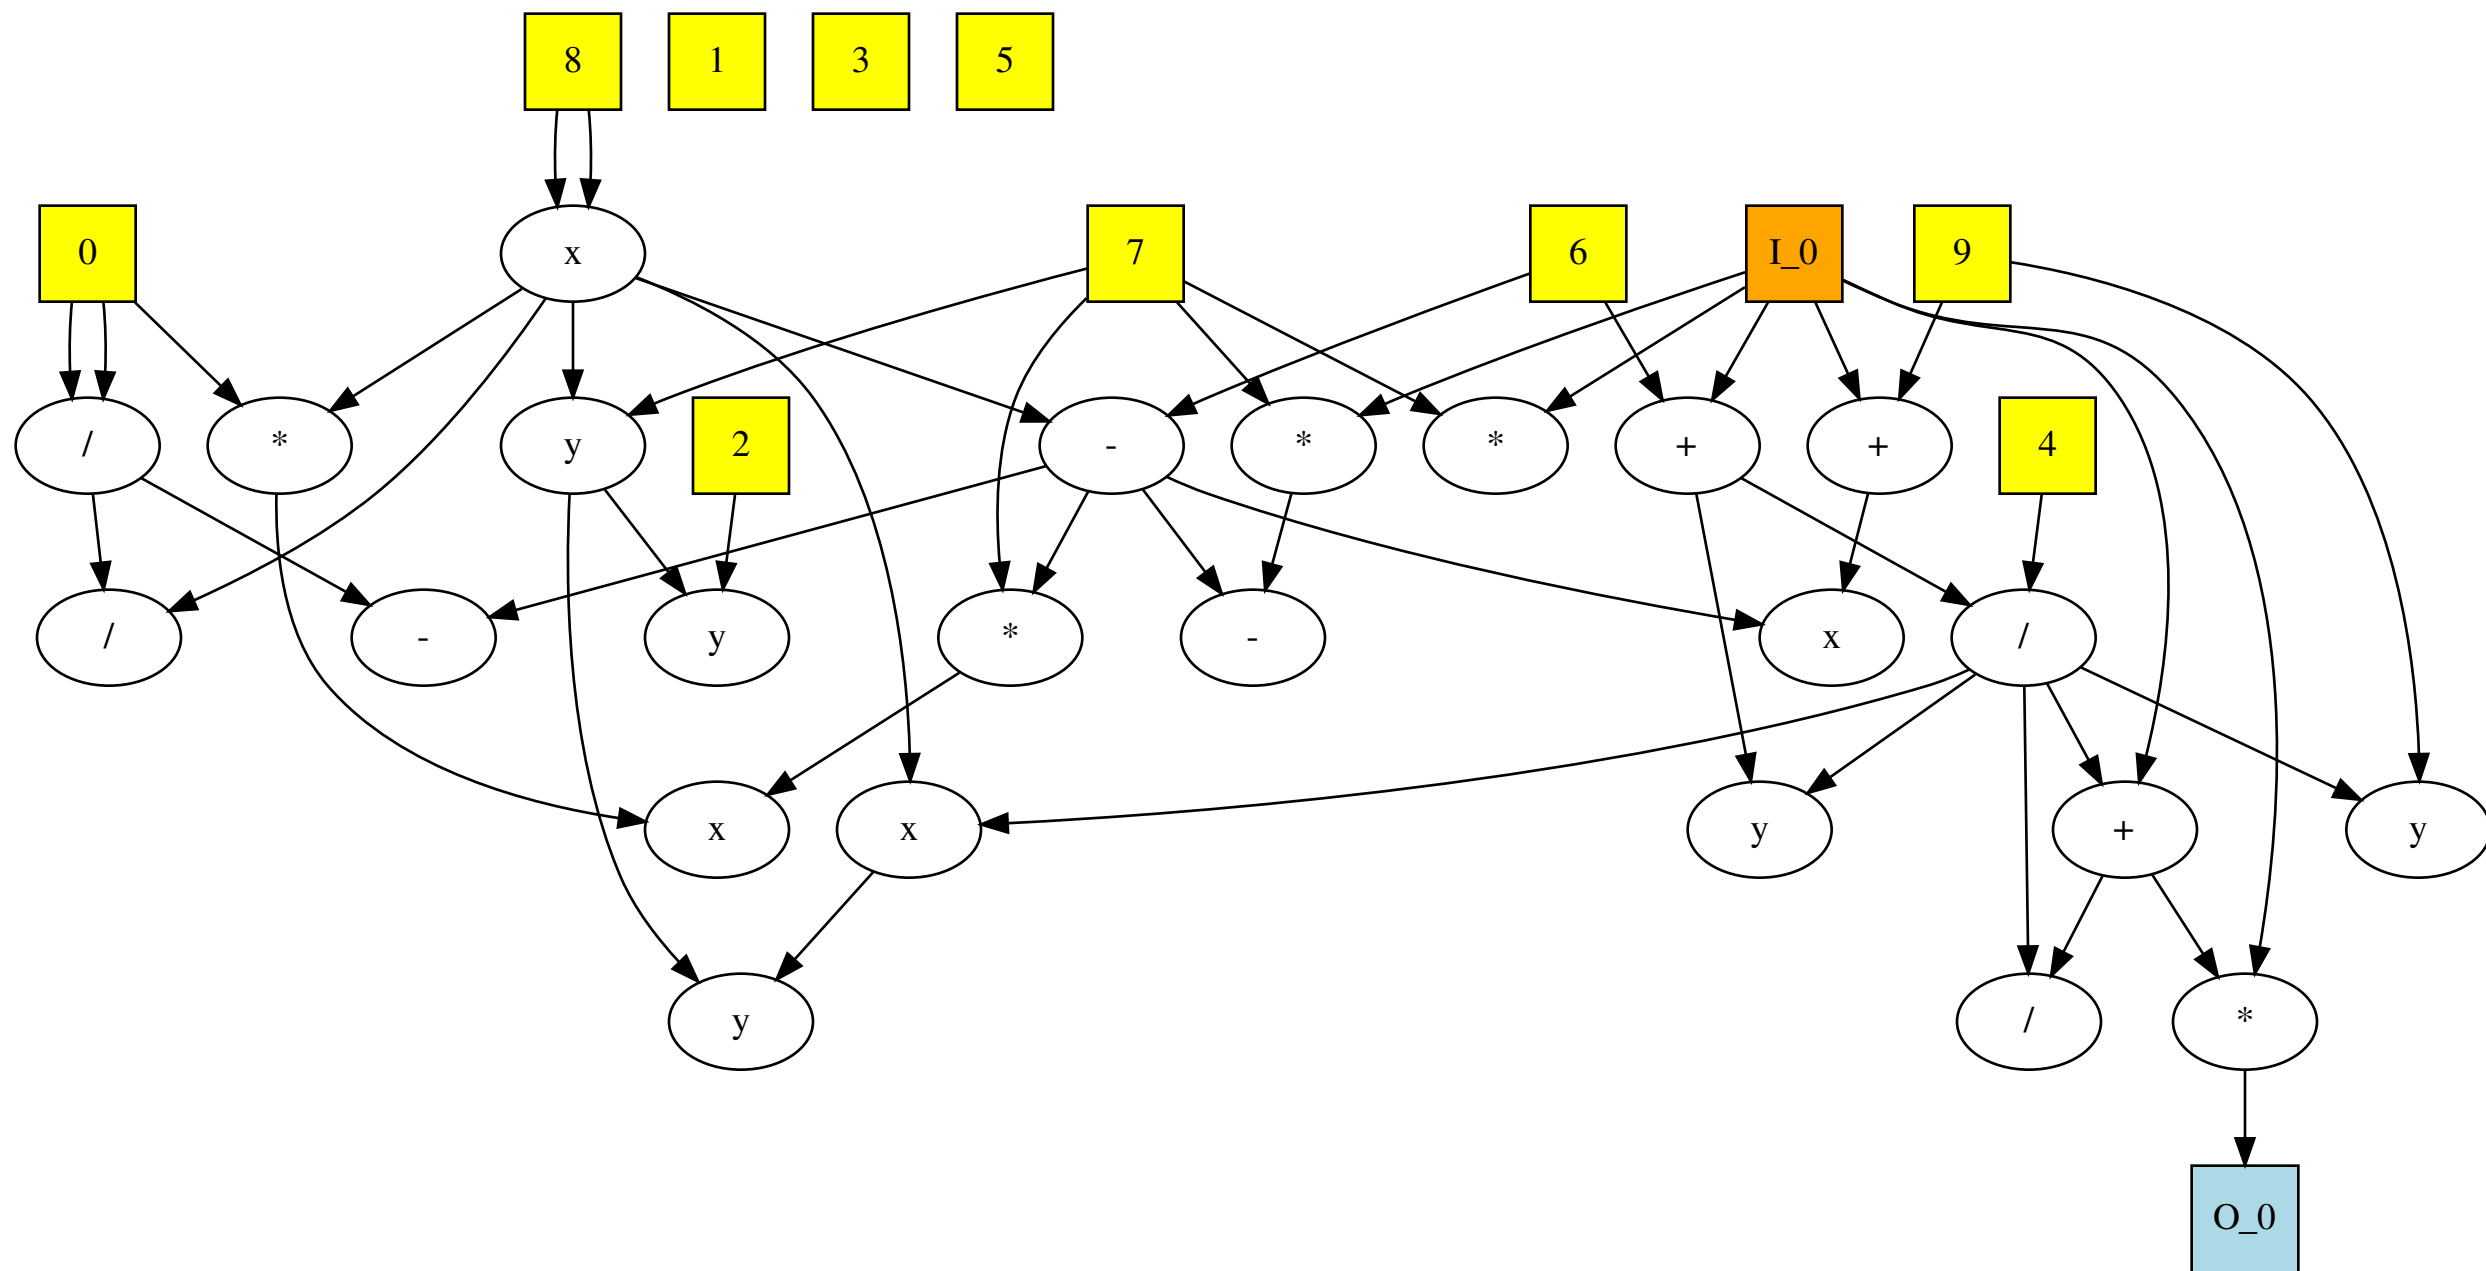 8 1 3 5
0 x 7 6 I_0 9
/ * y 2 - * * + + 4
/ - y * - x /
x x y + y
y / *
O_0